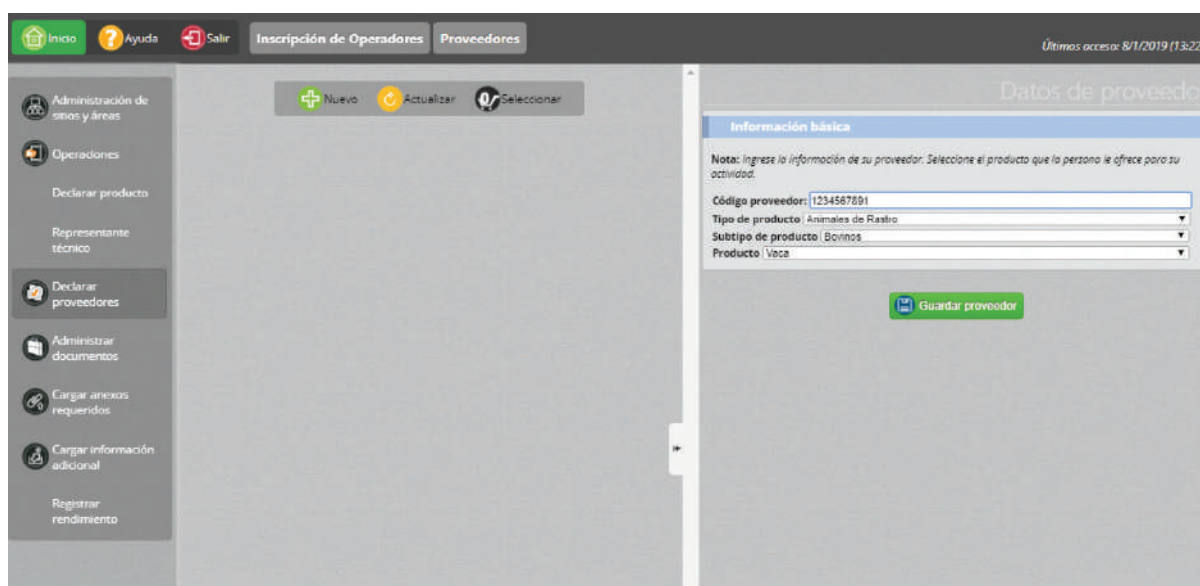 Inicio
Ayuda
Salir
Inscripción de Operadores
Proveedores
Últimos acceso: 8/1/2019 (13:22
Administración de
sitios y áreas
Operaciones
Declarar producto
Representante
técnico
Declarar
proveedores
Administrar
documentos
Cargar anexos
requeridos
Cargar información
adicional
Registrar
rendimiento
Nuevo
Actualizar
Seleccionar
Datos de proveedo
Información básica
Nota: Ingrese la información de su proveedor. Seleccione el producto que la persona le ofrece para su
actividad.
Código proveedor: 1234567891
Tipo de producto Animales de Rastro
Subtipo de producto Bovinos
Producto Vaca
Guardar proveedor